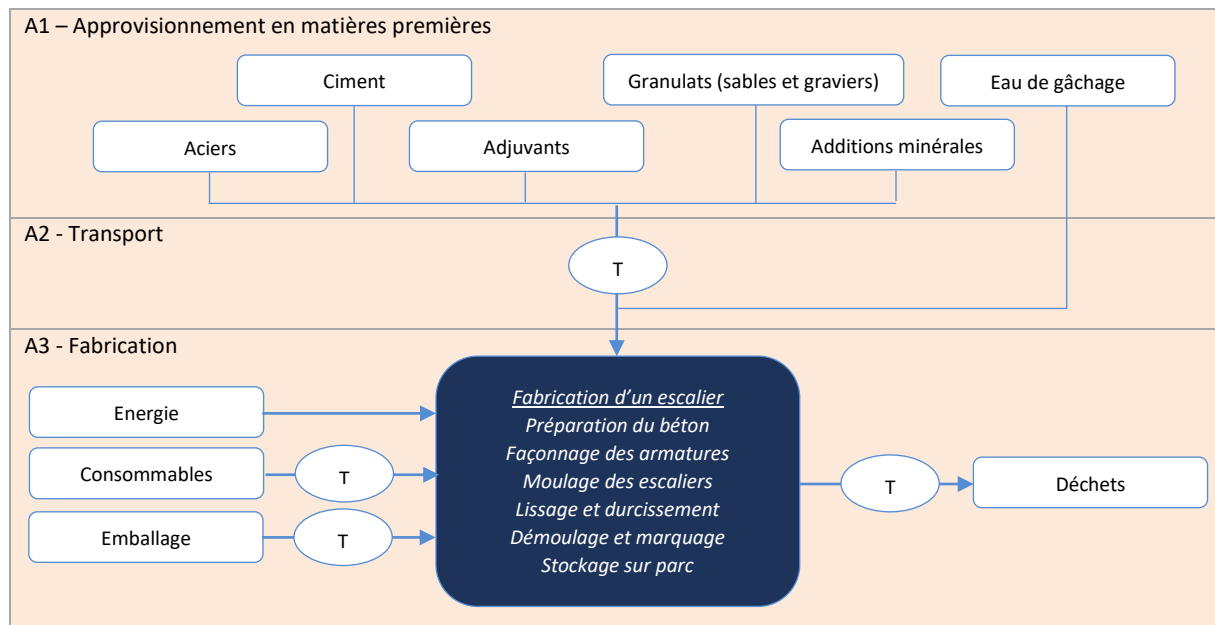 A1 – Approvisionnement en matières premières
Ciment
Granulats (sables et graviers)
Eau de gâchage
Aciers
Adjuvants
Additions minérales
A2 - Transport
T
A3 - Fabrication
Energie
Consommables
T
Emballage
T
Fabrication d’un escalier
Préparation du béton
Façonnage des armatures
Moulage des escaliers
Lissage et durcissement
Démoulage et marquage
Stockage sur parc
T
Déchets